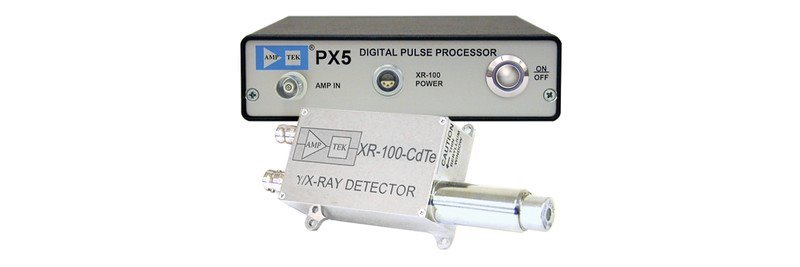 AMP TEK ® PX5 DIGITAL PULSE PROCESSOR
AMP IN
XR-100
POWER
ON
OFF
AMP TEK XR-100-CdTe
γ/X-RAY DETECTOR
CAUTION
WINDOW